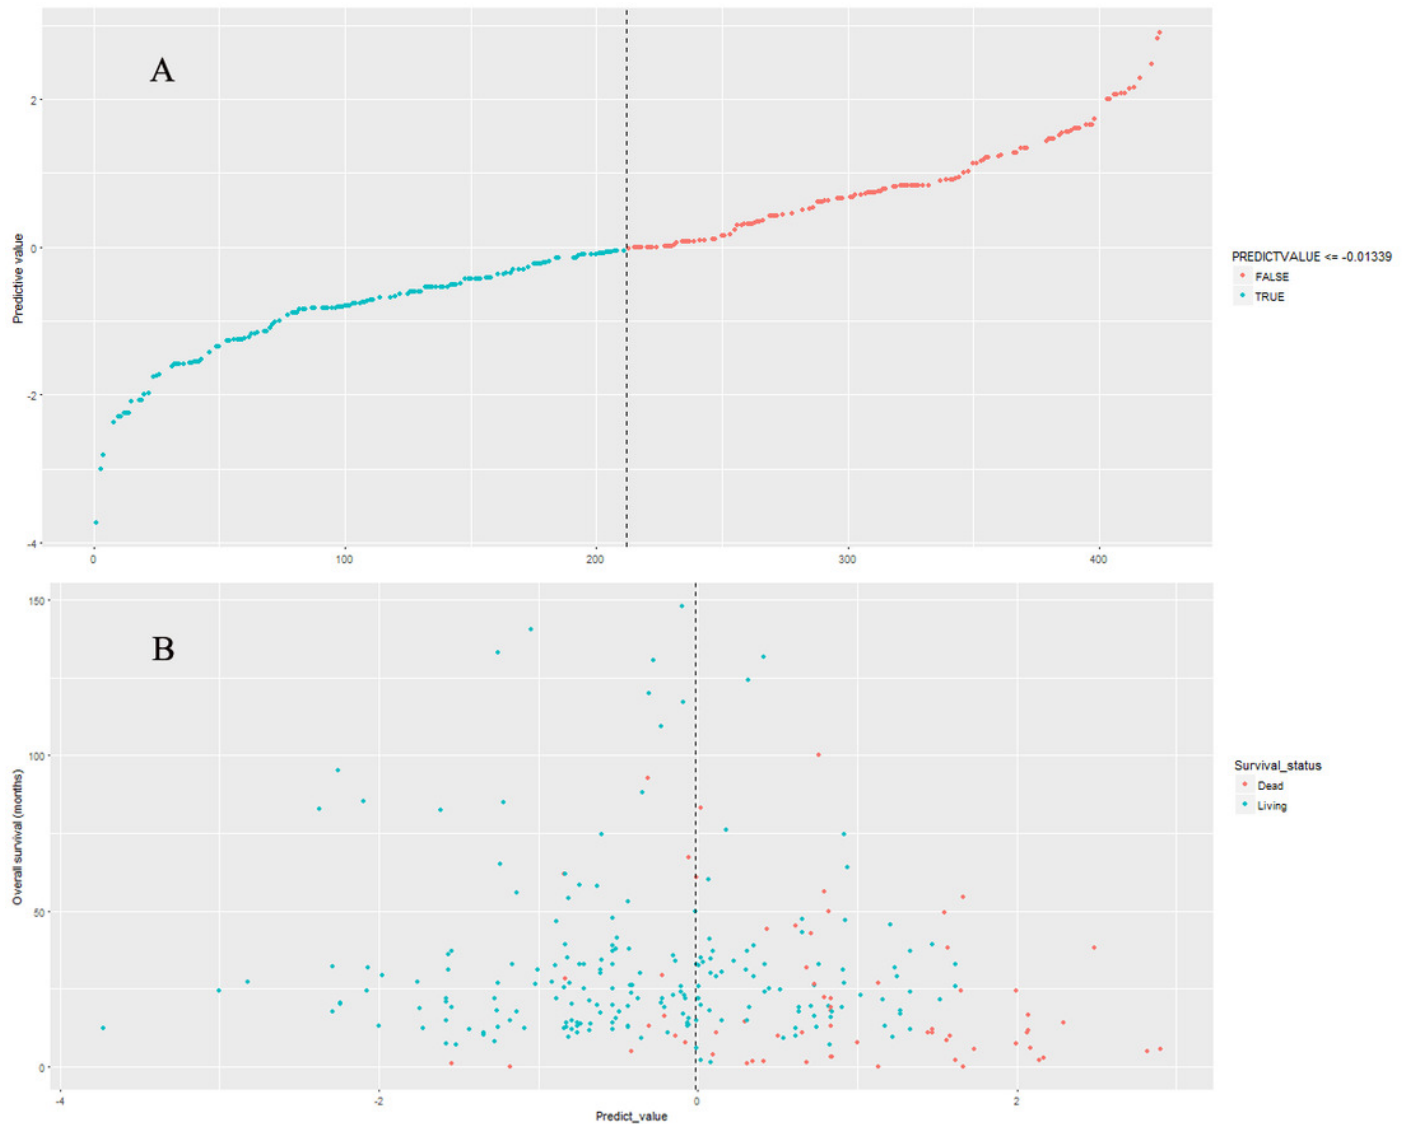 A
2
0
-2
-4
Predictive value
0 100 200 300 400
PREDICTVALUE <= -0.01339
FALSE
TRUE
B
150
100
50
0
Overall survival (months)
-4 -2 0 2
Predict_value
Survival_status
Dead
Living